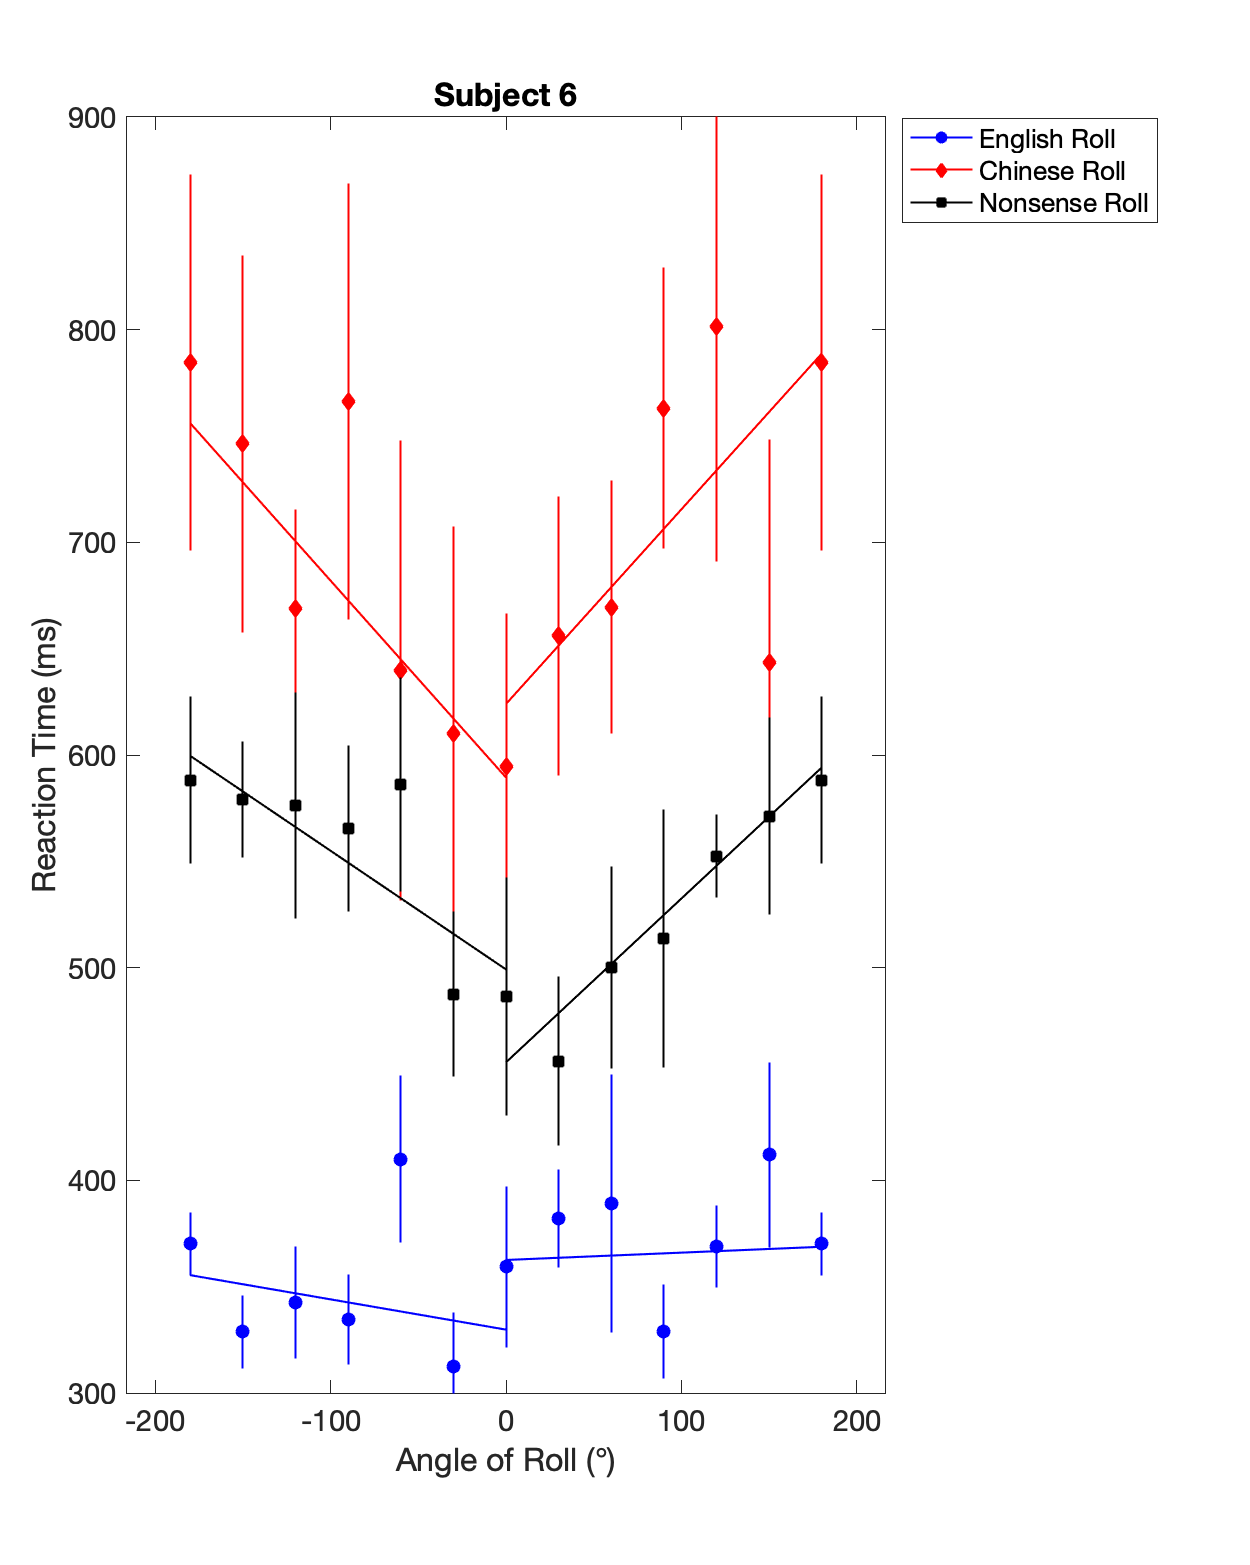 Subject 6
900
800
700
600
500
400
300
Reaction Time (ms)
-200 -100 0 100 200
Angle of Roll (°)
English Roll
Chinese Roll
Nonsense Roll